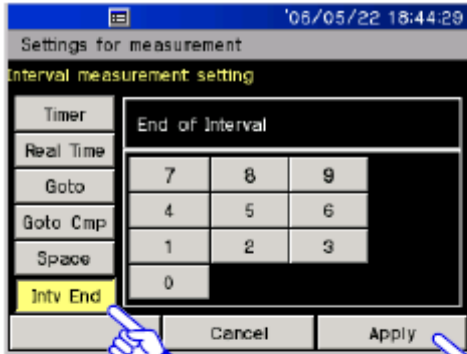 '06/05/22 18:44:29
Settings for measurement
Interval measurement setting
Timer
End of Interval
Real Time
Goto
7 8 9
Goto Cmp
4 5 6
Space
1 2 3
Intv End
0
Cancel Apply